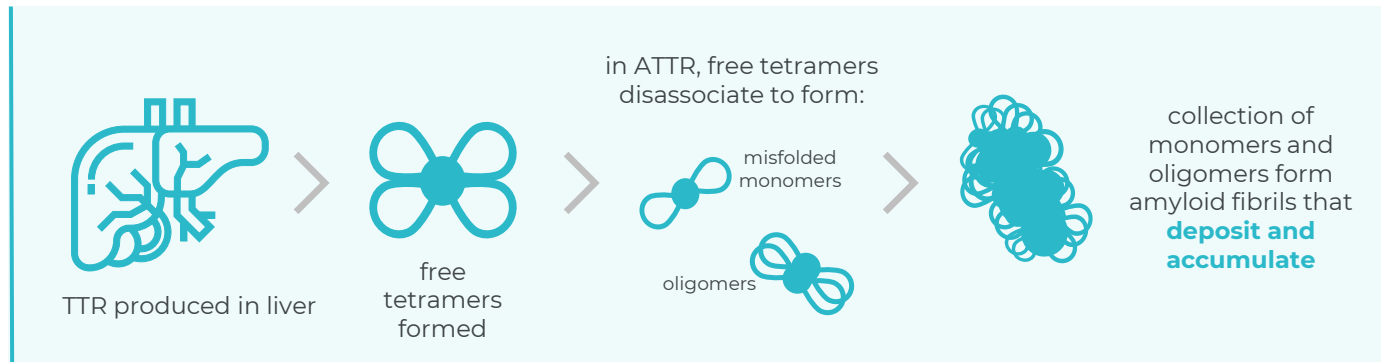 TTR produced in liver
free
tetramers
formed
in ATTR, free tetramers
disassociate to form:
misfolded
monomers
oligomers
collection of
monomers and
oligomers form
amyloid fibrils that
deposit and
accumulate